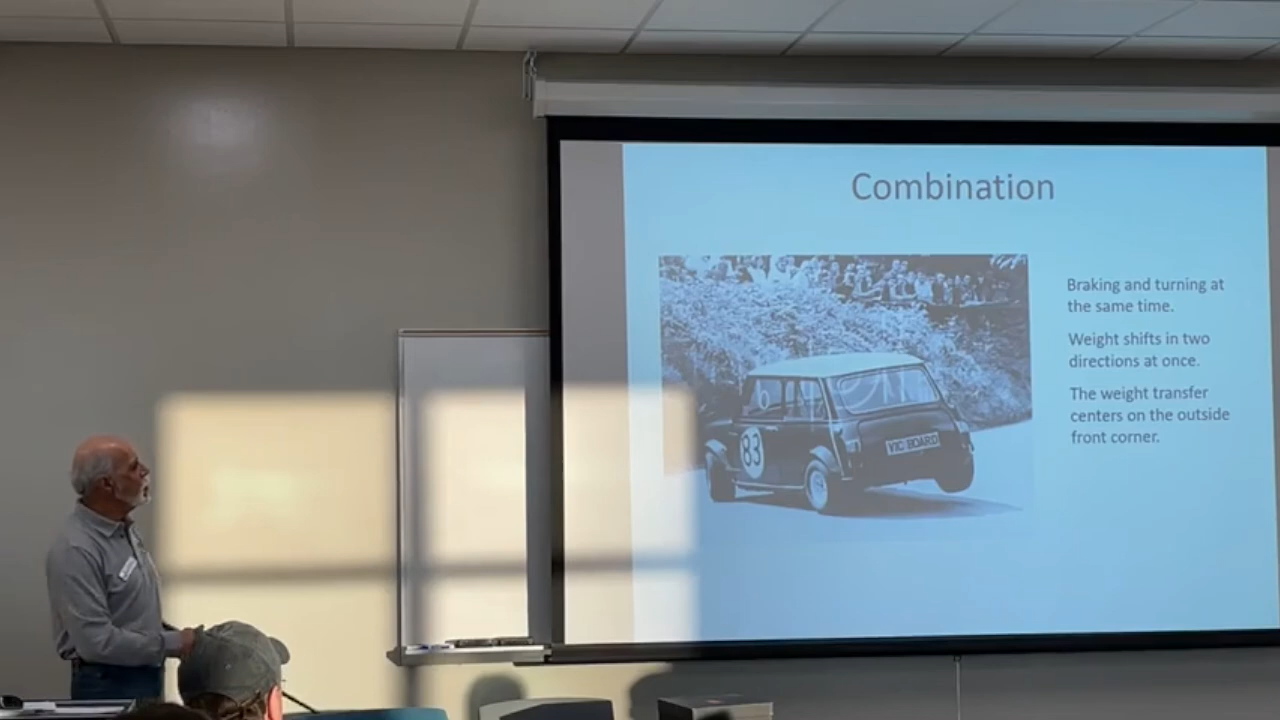 Combination
Braking and turning at
the same time.
Weight shifts in two
directions at once.
The weight transfer
centers on the outside
front corner.
83
VIC BOARD